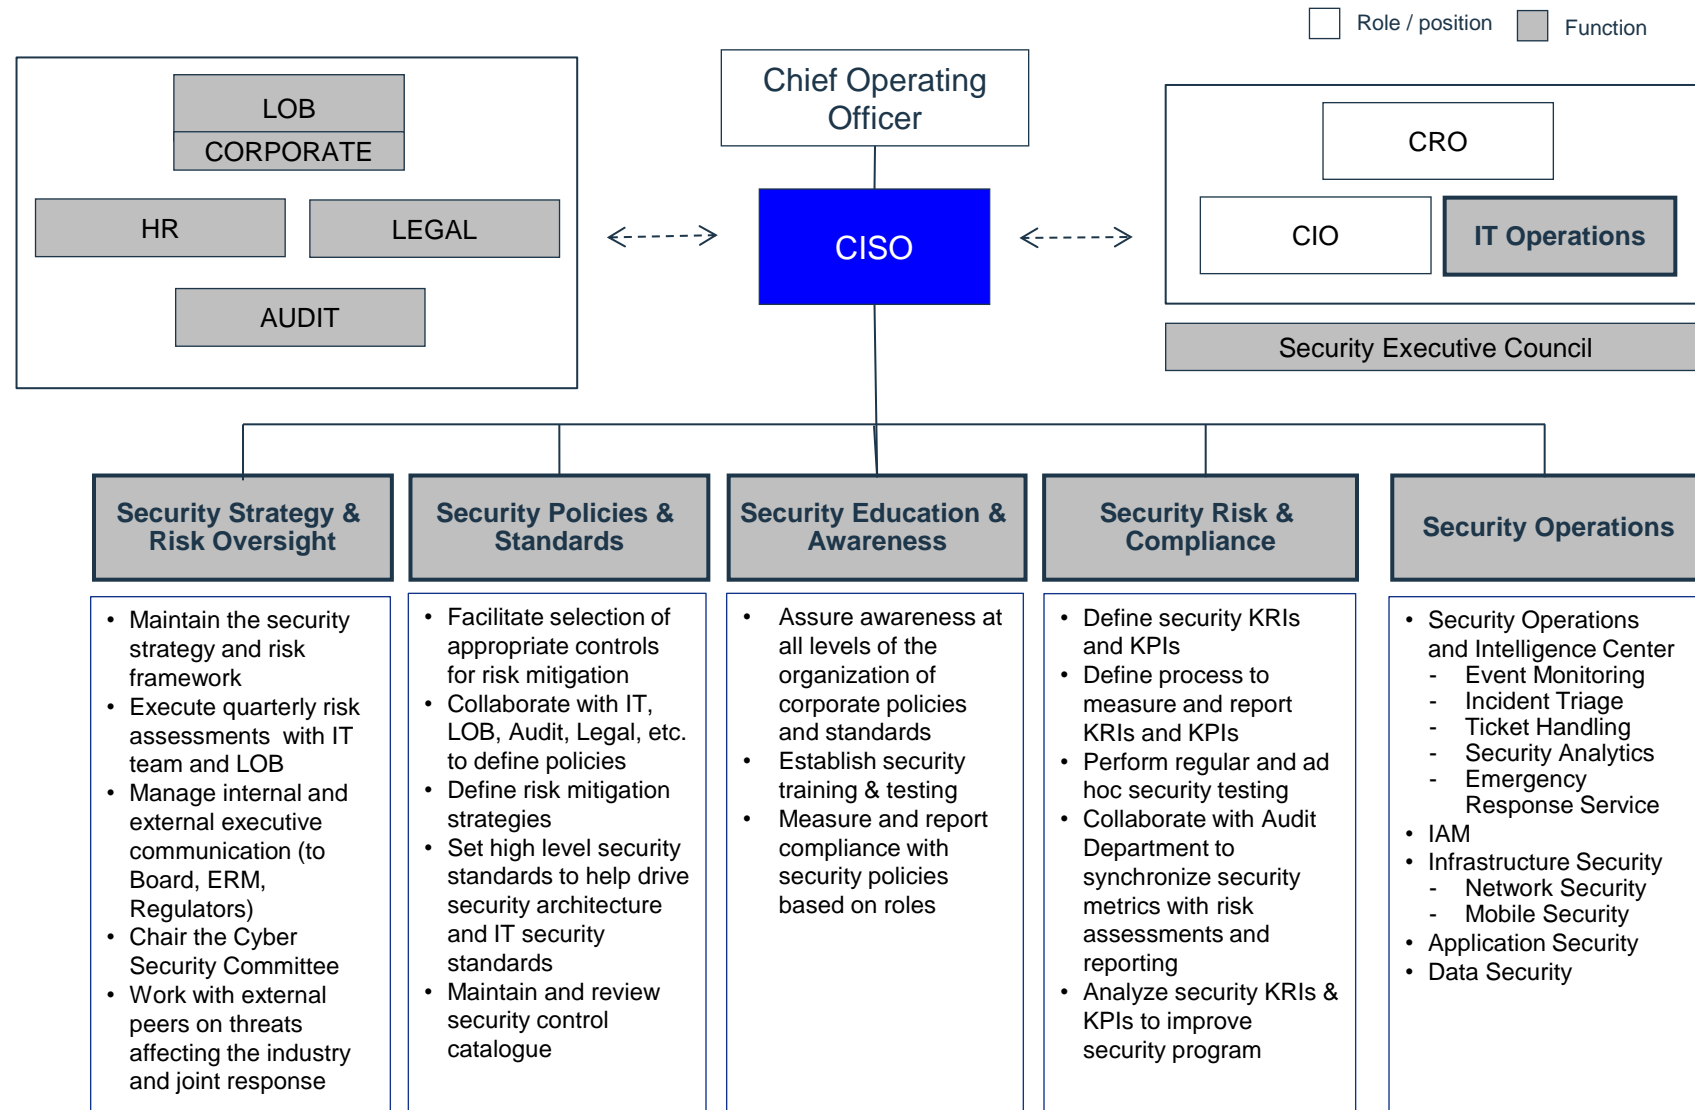 Role / position
Function
LOB
CORPORATE
HR
LEGAL
AUDIT
Chief Operating
Officer
CISO
CRO
CIO
IT Operations
Security Executive Council
Security Strategy &
Risk Oversight
• Maintain the security
strategy and risk
framework
• Execute quarterly risk
assessments with IT
team and LOB
• Manage internal and
external executive
communication (to
Board, ERM,
Regulators)
• Chair the Cyber
Security Committee
• Work with external
peers on threats
affecting the industry
and joint response
Security Policies &
Standards
• Facilitate selection of
appropriate controls
for risk mitigation
• Collaborate with IT,
LOB, Audit, Legal, etc.
to define policies
• Define risk mitigation
strategies
• Set high level security
standards to help drive
security architecture
and IT security
standards
• Maintain and review
security control
catalogue
Security Education &
Awareness
• Assure awareness at
all levels of the
organization of
corporate policies
and standards
• Establish security
training & testing
• Measure and report
compliance with
security policies
based on roles
Security Risk &
Compliance
• Define security KRIs
and KPIs
• Define process to
measure and report
KRIs and KPIs
• Perform regular and ad
hoc security testing
• Collaborate with Audit
Department to
synchronize security
metrics with risk
assessments and
reporting
• Analyze security KRIs &
KPIs to improve
security program
Security Operations
• Security Operations
and Intelligence Center
- Event Monitoring
- Incident Triage
- Ticket Handling
- Security Analytics
- Emergency
Response Service
• IAM
• Infrastructure Security
- Network Security
- Mobile Security
• Application Security
• Data Security